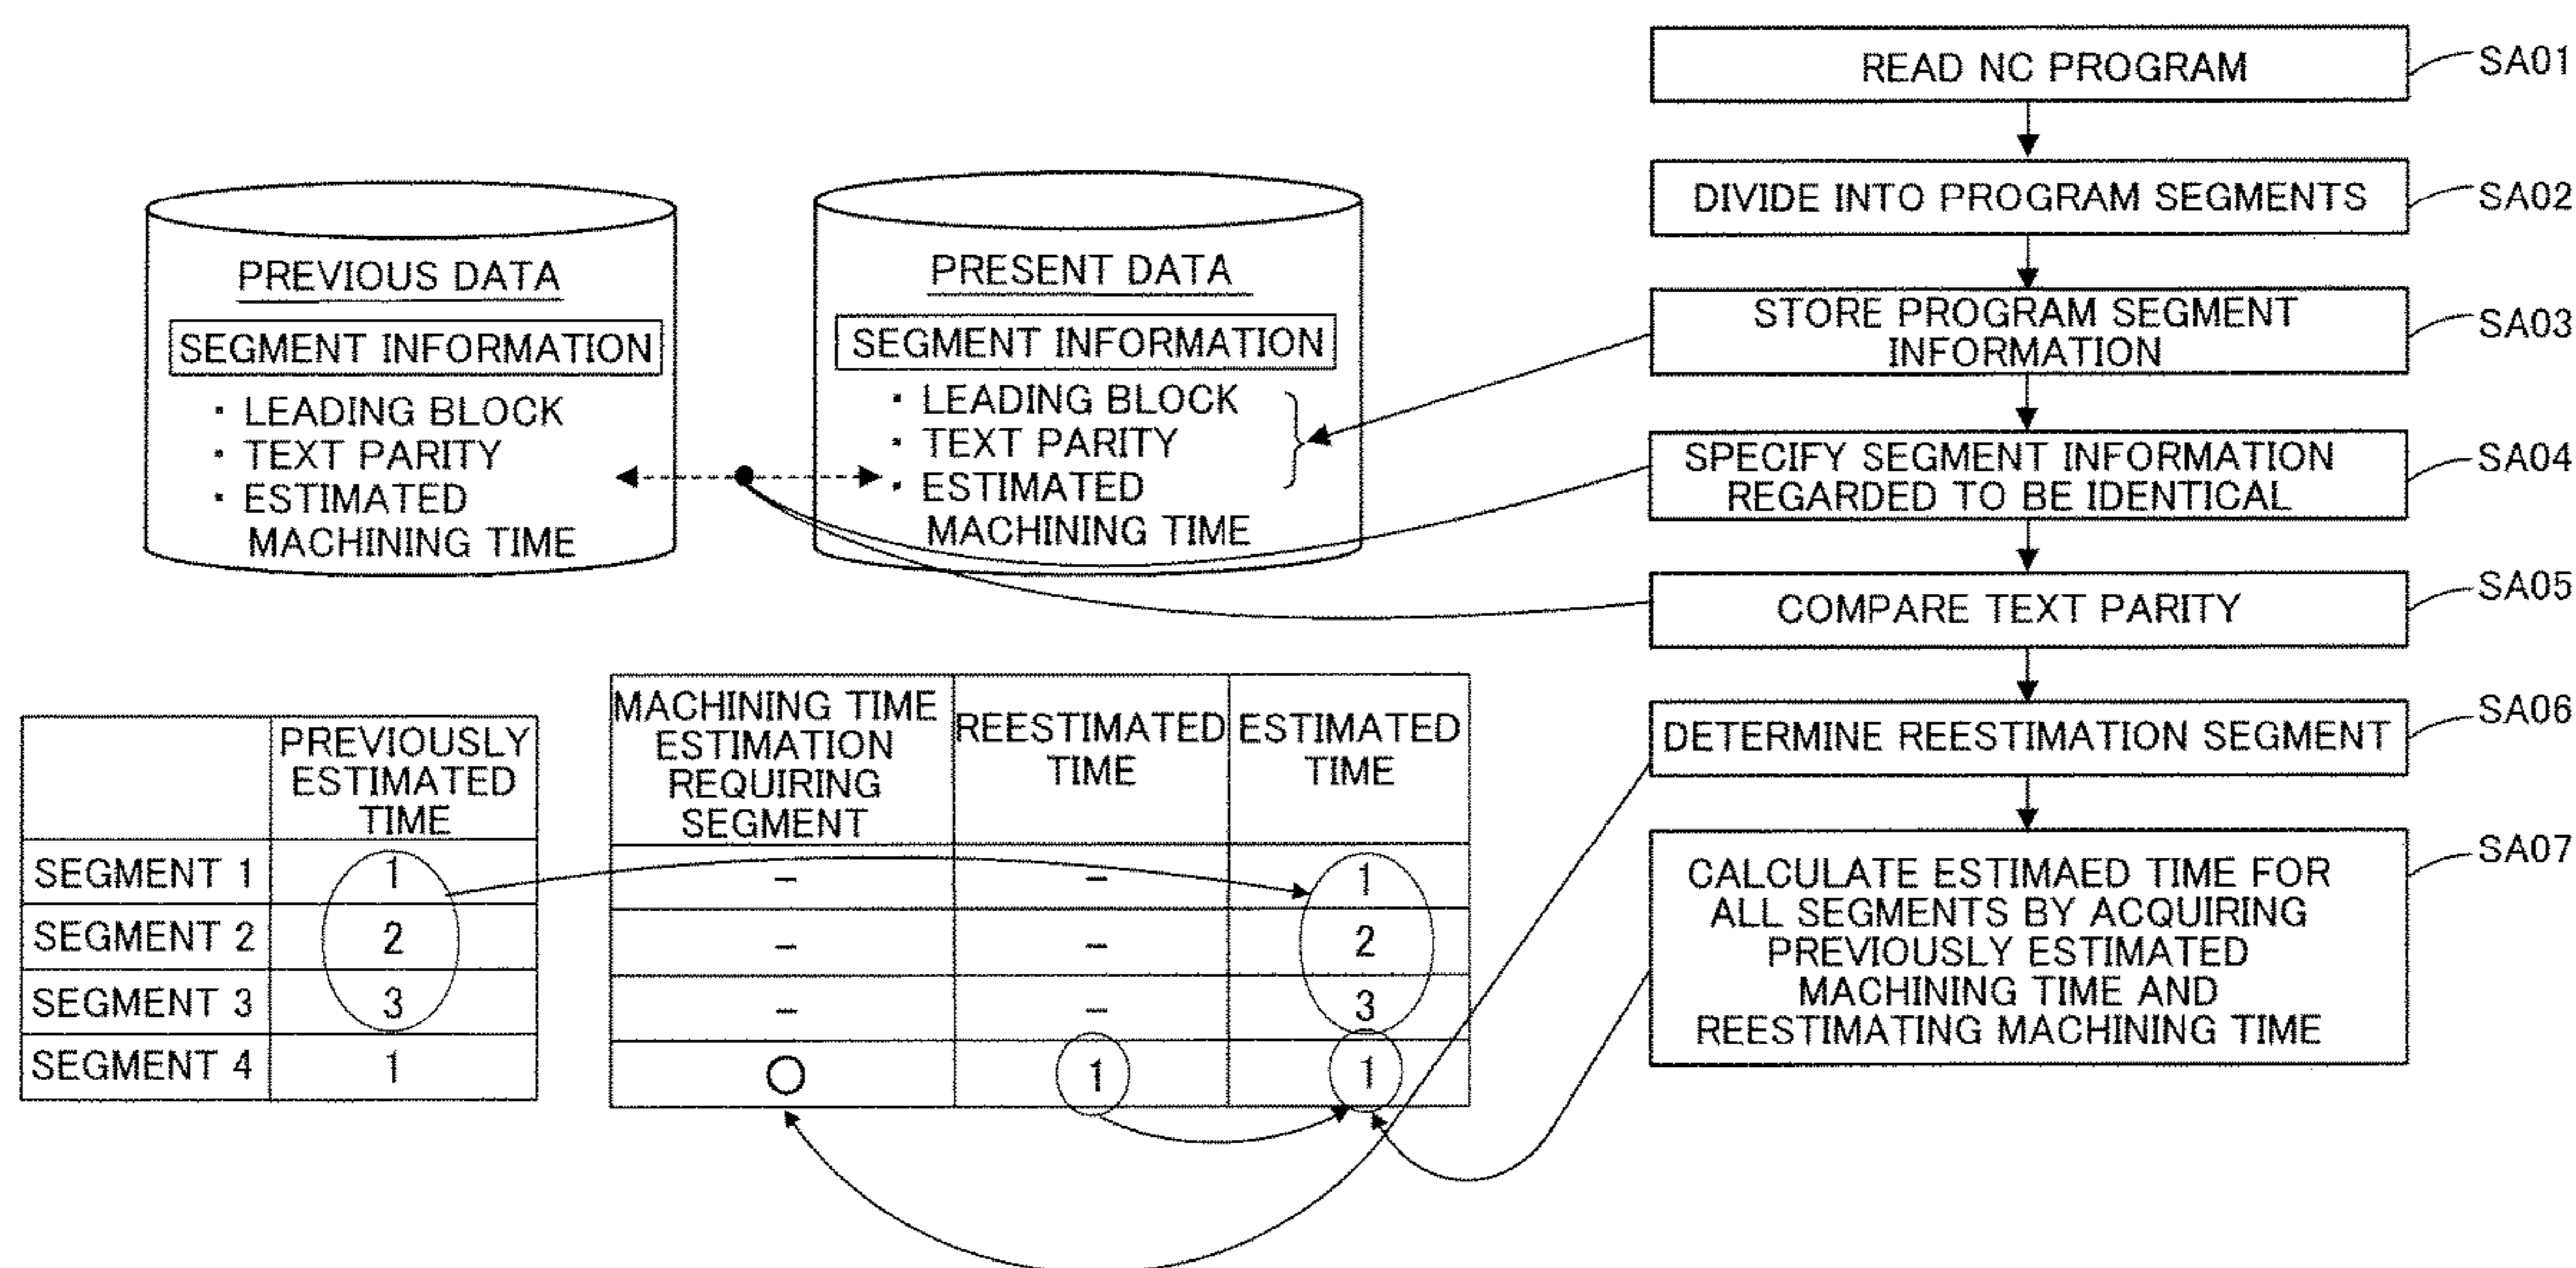 READ NC PROGRAM
SA01
DIVIDE INTO PROGRAM SEGMENTS
SA02
STORE PROGRAM SEGMENT
INFORMATION
SA03
SPECIFY SEGMENT INFORMATION
REGARDED TO BE IDENTICAL
SA04
COMPARE TEXT PARITY
SA05
DETERMINE REESTIMATION SEGMENT
SA06
CALCULATE ESTIMAED TIME FOR
ALL SEGMENTS BY ACQUIRING
PREVIOUSLY ESTIMATED
MACHINING TIME AND
REESTIMATING MACHINING TIME
SA07
PREVIOUS DATA
SEGMENT INFORMATION
・ LEADING BLOCK
・ TEXT PARITY
・ ESTIMATED
MACHINING TIME
PRESENT DATA
SEGMENT INFORMATION
・ LEADING BLOCK
・ TEXT PARITY
・ ESTIMATED
MACHINING TIME
PREVIOUSLY
ESTIMATED
TIME
SEGMENT 1 1
SEGMENT 2 2
SEGMENT 3 3
SEGMENT 4 1
MACHINING TIME
ESTIMATION
REQUIRING
SEGMENT
REESTIMATED
TIME
ESTIMATED
TIME
– – 1
– – 2
– – 3
○ 1 1